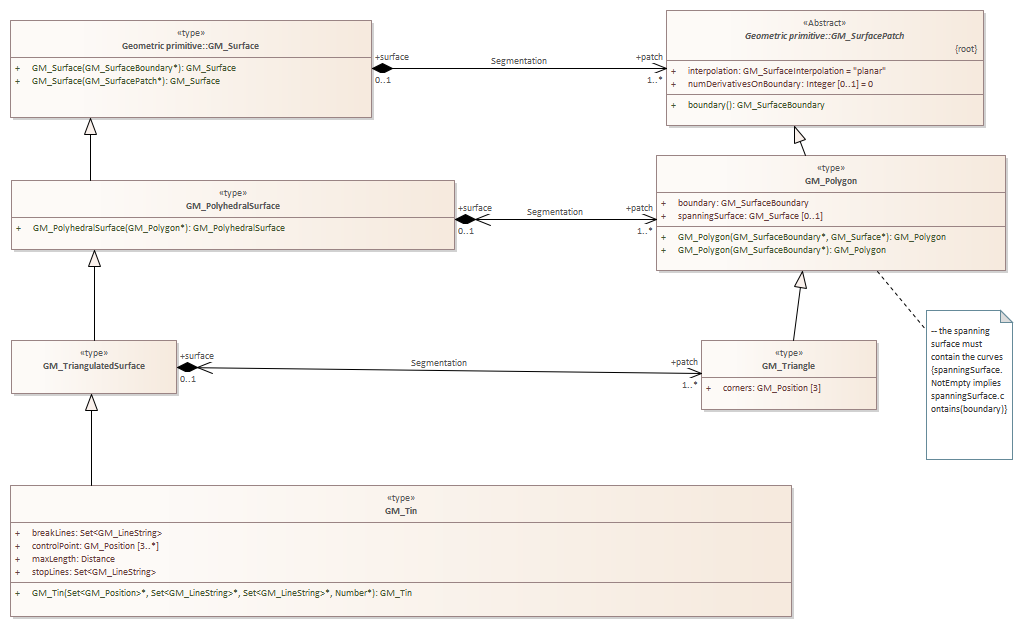 «type»
Geometric primitive::GM_Surface
+ GM_Surface(GM_SurfaceBoundary*): GM_Surface
+ GM_Surface(GM_SurfacePatch*): GM_Surface
+surface
0..1
Segmentation
+patch
1..*
«Abstract»
Geometric primitive::GM_SurfacePatch
{root}
+ interpolation: GM_SurfaceInterpolation = "planar"
+ numDerivativesOnBoundary: Integer [0..1] = 0
+ boundary(): GM_SurfaceBoundary
«type»
GM_PolyhedralSurface
+ GM_PolyhedralSurface(GM_Polygon*): GM_PolyhedralSurface
+surface
0..1
Segmentation
+patch
1..*
«type»
GM_Polygon
+ boundary: GM_SurfaceBoundary
+ spanningSurface: GM_Surface [0..1]
+ GM_Polygon(GM_SurfaceBoundary*, GM_Surface*): GM_Polygon
+ GM_Polygon(GM_SurfaceBoundary*): GM_Polygon
-- the spanning
surface must
contain the curves
{spanningSurface.
NotEmpty implies
spanningSurface.c
ontains(boundary)}
«type»
GM_TriangulatedSurface
+surface
0..1
Segmentation
+patch
1..*
«type»
GM_Triangle
+ corners: GM_Position [3]
«type»
GM_Tin
+ breakLines: Set<GM_LineString>
+ controlPoint: GM_Position [3..*]
+ maxLength: Distance
+ stopLines: Set<GM_LineString>
+ GM_Tin(Set<GM_Position>*, Set<GM_LineString>*, Set<GM_LineString>*, Number*): GM_Tin